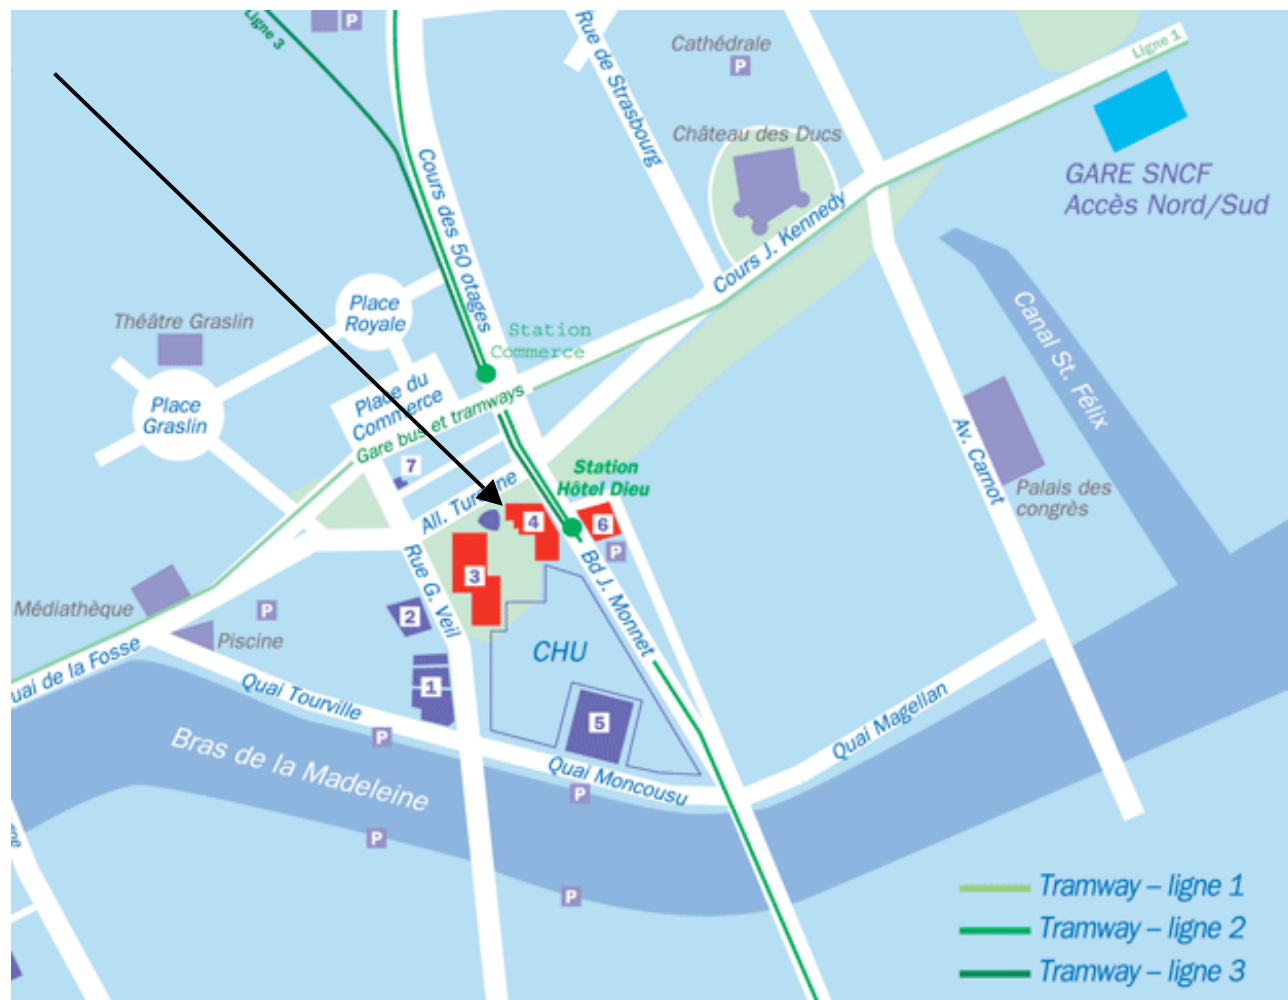 Ligne 3
P
Rue de Strasbourg
Cathédrale
P
Ligne 1
Château des Ducs
GARE SNCF
Accès Nord/Sud
Cours des 50 otages
Cours J. Kennedy
Place
Royale
Théâtre Graslin
Station
Commerce
Canal St. Félix
Place du
Commerce
Place
Graslin
Gare bus et tramways
7
Av. Carnot
Station
Hôtel Dieu
All.
Palais des
congrès
4
6
P
3
Bd J. Monnet
Rue G. Veil
Médiathèque
P
2
Piscine
CHU
uai de la Fosse
1
Quai Tourville
5
Quai Magellan
P
Bras de la Madeleine
Quai Moncousu
P
P
P
Tramway – ligne 1
Tramway – ligne 2
Tramway – ligne 3